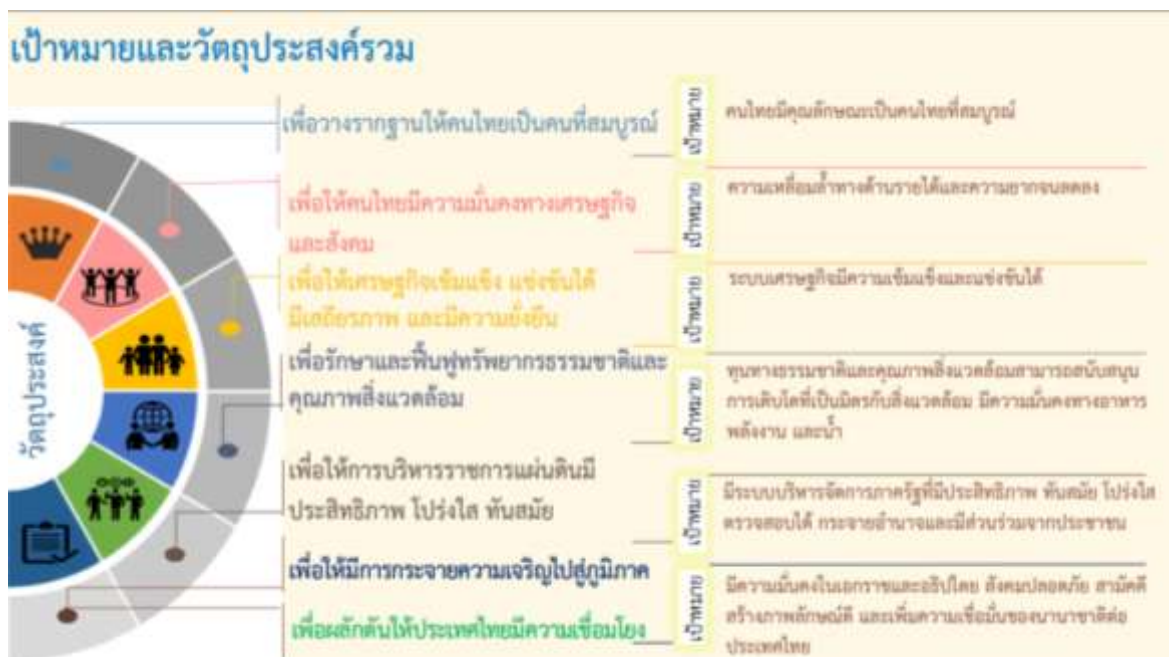 เป้าหมายและวัตถุประสงค์รวม
วัตถุประสงค์
เพื่อวางรากฐานให้คนไทยเป็นคนที่สมบูรณ์
เป้าหมาย
คนไทยมีคุณลักษณะเป็นคนไทยที่สมบูรณ์
เพื่อให้คนไทยมีความมั่นคงทางเศรษฐกิจ
และสังคม
เป้าหมาย
ความเหลื่อมล้ำทางด้านรายได้และความยากจนลดลง
เพื่อให้เศรษฐกิจเข้มแข็ง แข่งขันได้
มีเสถียรภาพ และมีความยั่งยืน
เป้าหมาย
ระบบเศรษฐกิจมีความเข้มแข็งและแข่งขันได้
เพื่อรักษาและฟื้นฟูทรัพยากรธรรมชาติและ
คุณภาพสิ่งแวดล้อม
เป้าหมาย
ทุนทางธรรมชาติและคุณภาพสิ่งแวดล้อมสามารถสนับสนุน
การเติบโตที่เป็นมิตรกับสิ่งแวดล้อม มีความมั่นคงทางอาหาร
พลังงาน และน้ำ
เพื่อให้การบริหารราชการแผ่นดินมี
ประสิทธิภาพ โปร่งใส ทันสมัย
เป้าหมาย
มีระบบบริหารจัดการภาครัฐที่มีประสิทธิภาพ ทันสมัย โปร่งใส
ตรวจสอบได้ กระจายอำนาจและมีส่วนร่วมจากประชาชน
เพื่อให้มีการกระจายความเจริญไปสู่ภูมิภาค
เพื่อผลักดันให้ประเทศไทยมีความเชื่อมโยง
เป้าหมาย
มีความมั่นคงในเอกราชและอธิปไตย สังคมปลอดภัย สามัคคี
สร้างภาพลักษณ์ดี และเพิ่มความเชื่อมั่นของนานาชาติต่อ
ประเทศไทย